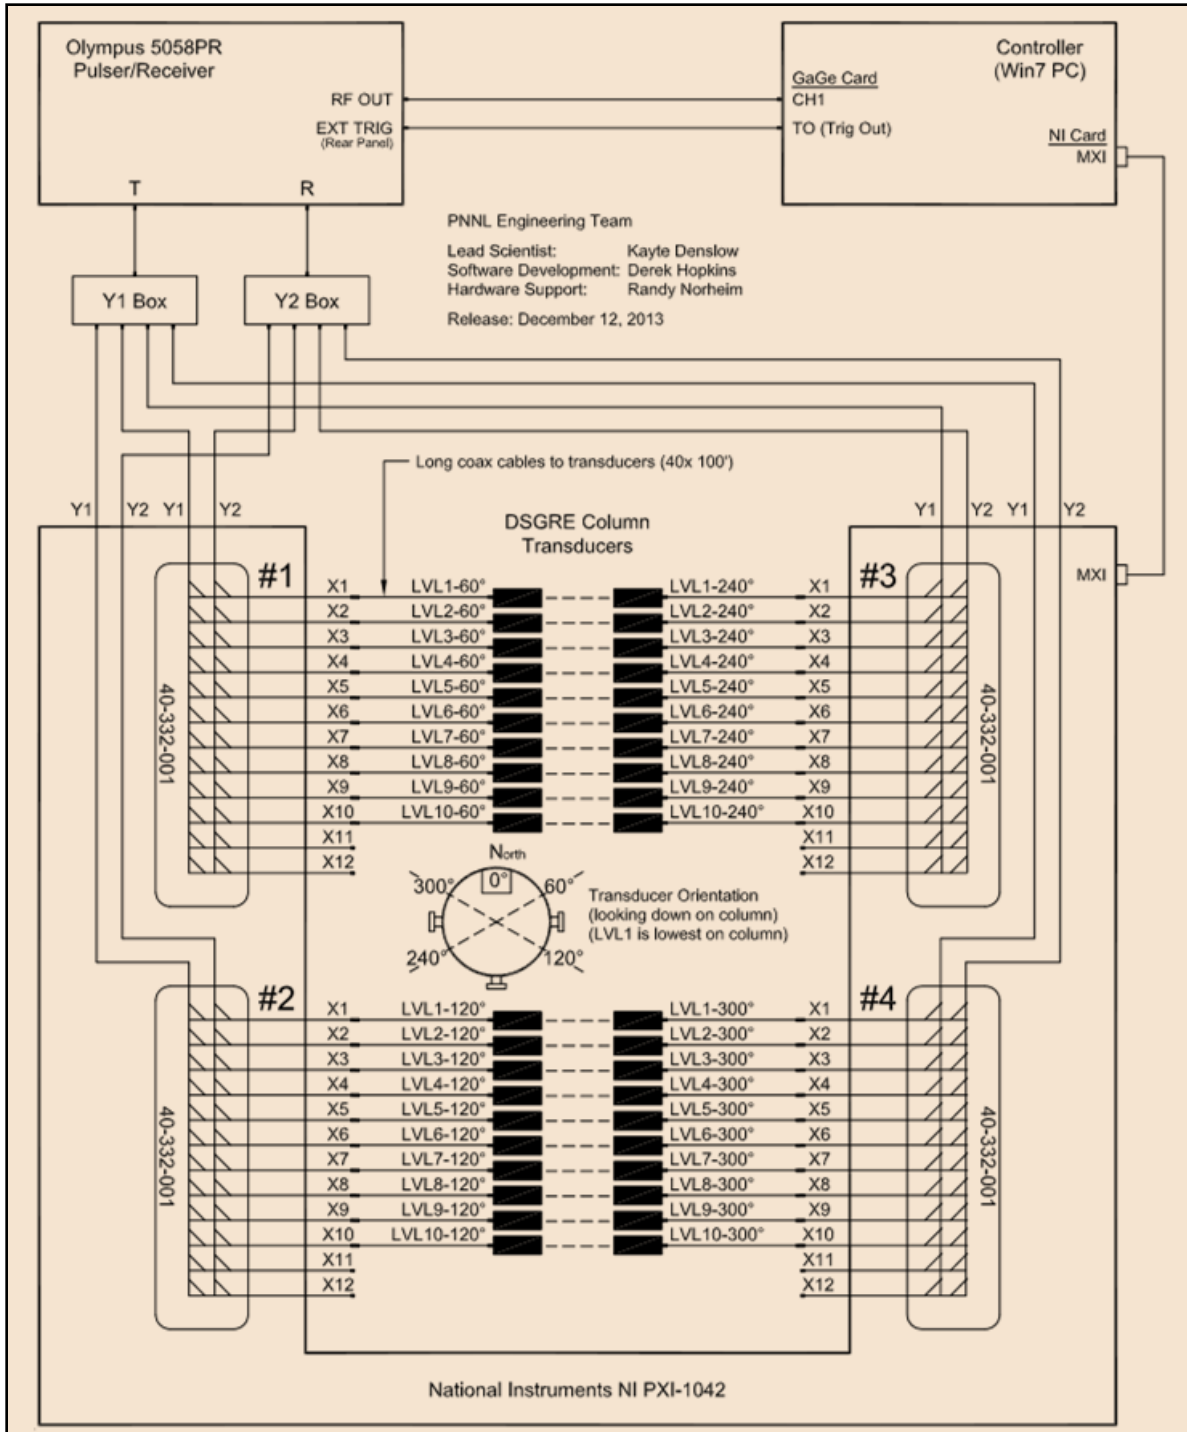 Olympus 5058PR
Pulser/Receiver
RF OUT
EXT TRIG
(Rear Panel)
T
R
Controller
(Win7 PC)
GaGe Card
CH1
TO (Trig Out)
NI Card
MXI
PNNL Engineering Team
Lead Scientist: Kayte Denslow
Software Development: Derek Hopkins
Hardware Support: Randy Norheim
Release: December 12, 2013
Y1 Box
Y2 Box
Long coax cables to transducers (40x 100')
Y1 Y2 Y1 Y2
Y1 Y2 Y1 Y2
DSGRE Column
Transducers
MXI
#1
#3
40-332-001
40-332-001
X1 LVL1-60° LVL1-240° X1
X2 LVL2-60° LVL2-240° X2
X3 LVL3-60° LVL3-240° X3
X4 LVL4-60° LVL4-240° X4
X5 LVL5-60° LVL5-240° X5
X6 LVL6-60° LVL6-240° X6
X7 LVL7-60° LVL7-240° X7
X8 LVL8-60° LVL8-240° X8
X9 LVL9-60° LVL9-240° X9
X10 LVL10-60° LVL10-240° X10
X11 X11
X12 X12
North
300° 0° 60°
240° 120°
Transducer Orientation
(looking down on column)
(LVL1 is lowest on column)
#2
#4
40-332-001
40-332-001
X1 LVL1-120° LVL1-300° X1
X2 LVL2-120° LVL2-300° X2
X3 LVL3-120° LVL3-300° X3
X4 LVL4-120° LVL4-300° X4
X5 LVL5-120° LVL5-300° X5
X6 LVL6-120° LVL6-300° X6
X7 LVL7-120° LVL7-300° X7
X8 LVL8-120° LVL8-300° X8
X9 LVL9-120° LVL9-300° X9
X10 LVL10-120° LVL10-300° X10
X11 X11
X12 X12
National Instruments NI PXI-1042